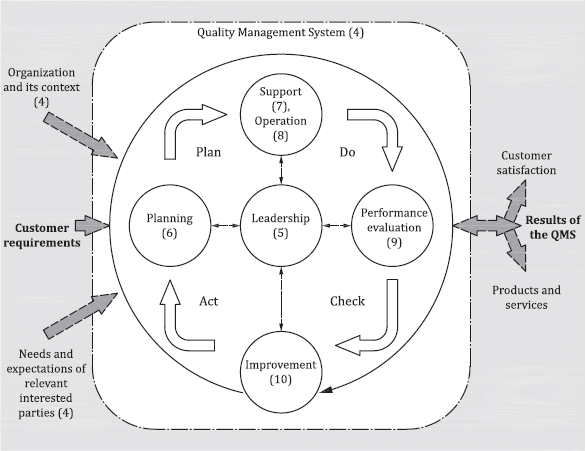 Quality Management System (4)
Organization
and its context
(4)
Support
(7),
Operation
(8)
Plan
Do
Customer
satisfaction
Customer
requirements
Planning
(6)
Leadership
(5)
Performance
evaluation
(9)
Results of
the QMS
Act
Check
Products and
services
Needs and
expectations of
relevant
interested
parties (4)
Improvement
(10)